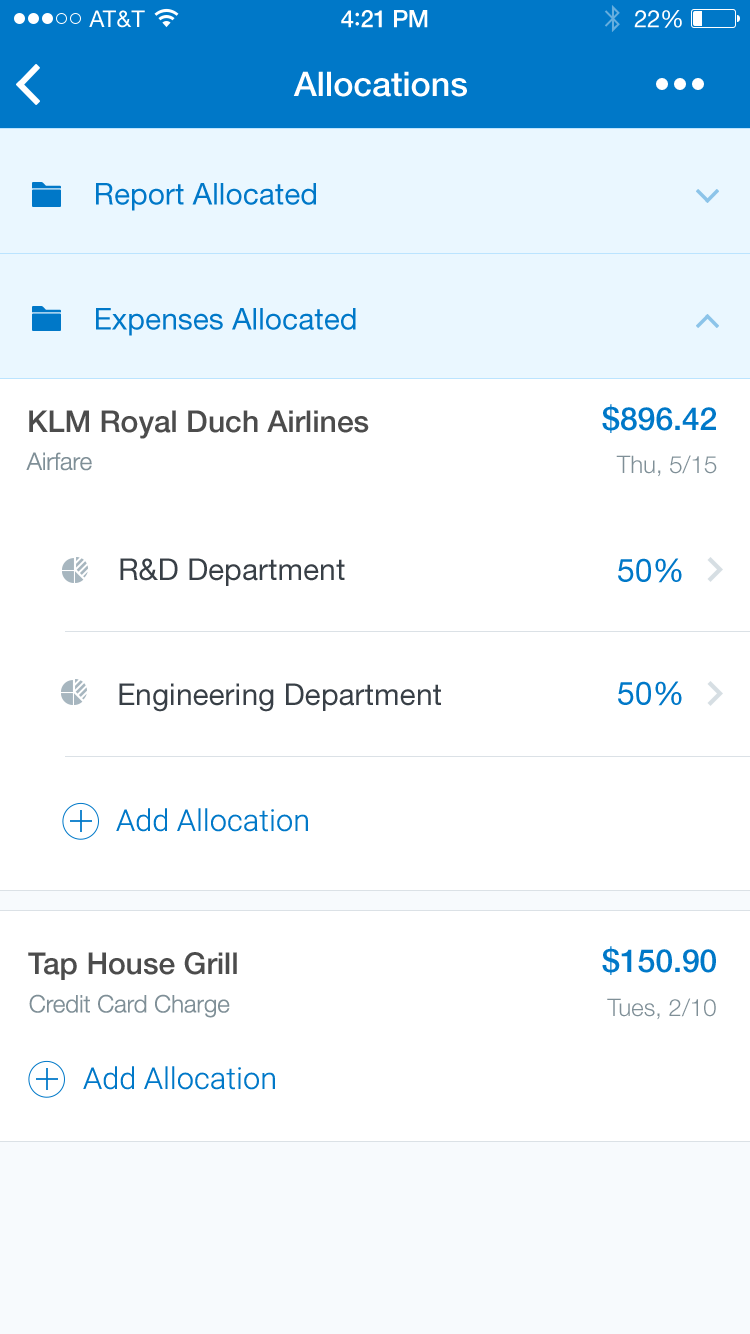 AT&T 4:21 PM 22%
Allocations
Report Allocated
Expenses Allocated
KLM Royal Duch Airlines $896.42
Airfare Thu, 5/15
R&D Department 50%
Engineering Department 50%
Add Allocation
Tap House Grill $150.90
Credit Card Charge Tues, 2/10
Add Allocation